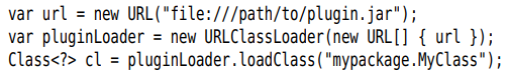 var url = new URL("file:///path/to/plugin.jar");
var pluginLoader = new URLClassLoader(new URL[] { url });
Class<?> cl = pluginLoader.loadClass("mypackage.MyClass");